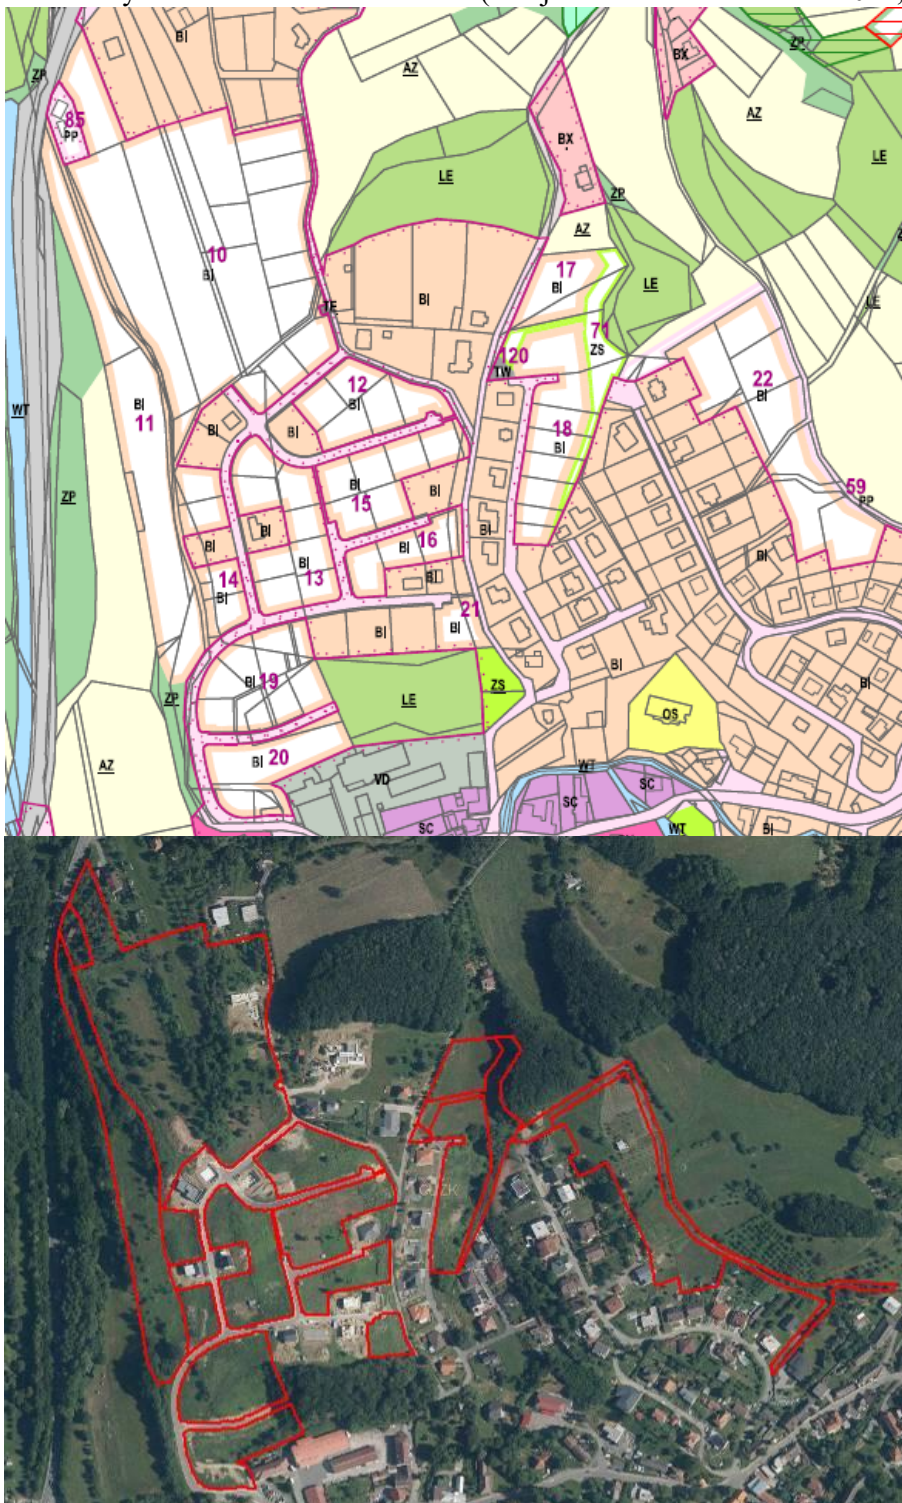 BI
ZP
ZP
AZ
BX
AZ
85
PP
BX
LE
LE
ZP
AZ
10
BI
17
BI
BI
LE
TE
LE
71
ZS
120
TW
12
BI
22
BI
WT
BI
11
BI
BI
18
BI
ZP
BI
15
BI
59
PP
BI
BI
BI
16
BI
BI
BI
14
BI
13
BI
BI
21
BI
BI
BI
BI
BI
19
ZP
LE
ZS
OS
AZ
BI
20
VD
WT
SC
SC
SC
WT
BI